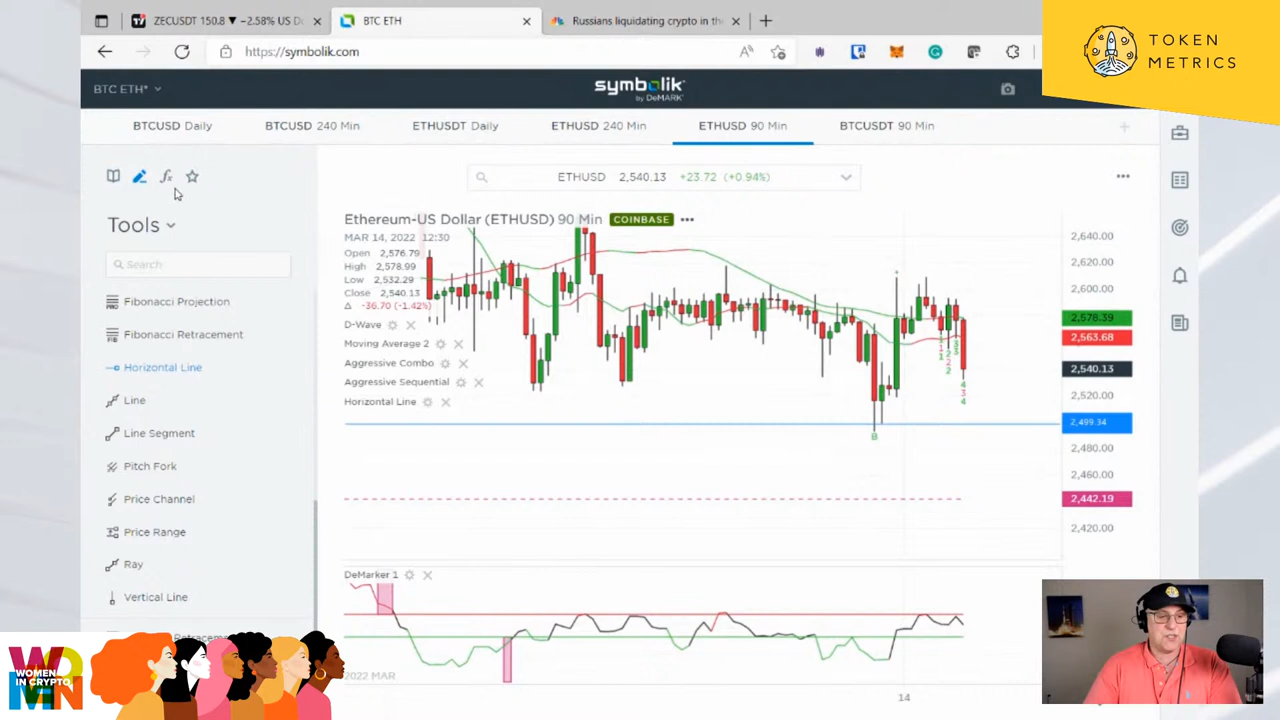 ZECUSDT 150.8 ▼ −2.58% US D
BTC ETH
Russians liquidating crypto in the
https://symbolik.com
TOKEN
METRICS
BTC ETH*
symbolik
by DeMARK
BTCUSD Daily
BTCUSD 240 Min
ETHUSDT Daily
ETHUSD 240 Min
ETHUSD 90 Min
BTCUSDT 90 Min
ETHUSD 2,540.13 +23.72 (+0.94%)
Tools
Search
Fibonacci Projection
Fibonacci Retracement
Horizontal Line
Line
Line Segment
Pitch Fork
Price Channel
Price Range
Ray
Vertical Line
Ethereum-US Dollar (ETHUSD) 90 Min COINBASE
MAR 14, 2022 12:30
Open 2,576.79
High 2,578.99
Low 2,532.29
Close 2,540.13
Δ -36.70 (-1.42%)
D-Wave
Moving Average 2
Aggressive Combo
Aggressive Sequential
Horizontal Line
2,640.00
2,620.00
2,600.00
2,578.39
2,563.68
2,540.13
2,520.00
2,499.34
2,480.00
2,460.00
2,442.19
2,420.00
B
DeMarker 1
2022 MAR
14
WOMEN
WOMEN
IN CRYPTO